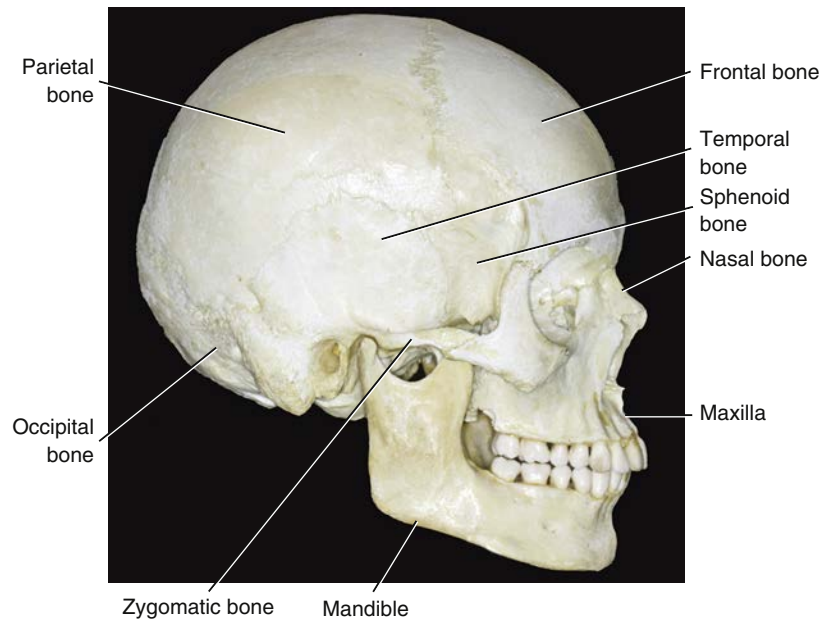 Parietal
bone
Frontal bone
Temporal
bone
Sphenoid
bone
Nasal bone
Maxilla
Occipital
bone
Zygomatic bone
Mandible